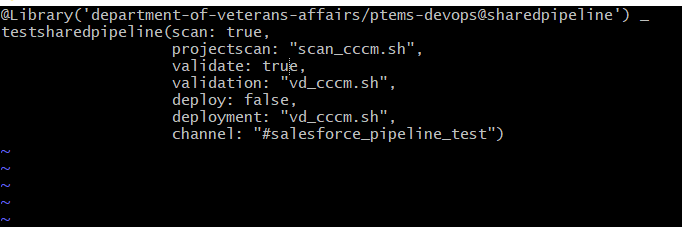 @Library('department-of-veterans-affairs/ptems-devops@sharedpipeline') _
testsharedpipeline(scan: true,
                   projectscan: "scan_cccm.sh",
                   validate: true,
                   validation: "vd_cccm.sh",
                   deploy: false,
                   deployment: "vd_cccm.sh",
                   channel: "#salesforce_pipeline_test")
~
~
~
~
~